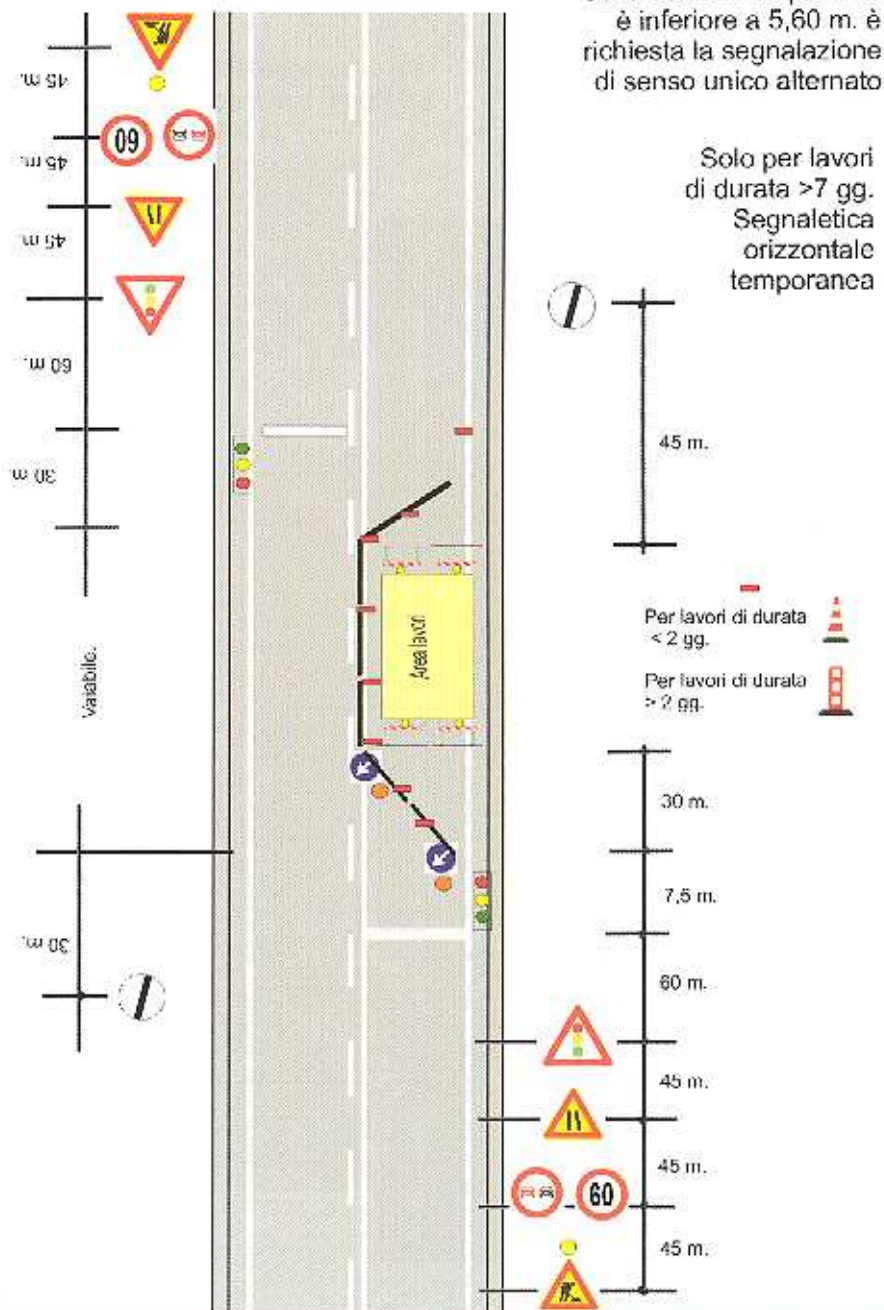 è inferiore a 5,60 m. è
richiesta la segnalazione
di senso unico alternato
Solo per lavori
di durata >7 gg.
Segnaletica
orizzontale
temporanea
45 m.
60
45 m.
45 m.
60 m.
30 m.
Vaiabile.
30 m.
Area lavori
45 m.
Per lavori di durata
< 2 gg.
Per lavori di durata
> 2 gg.
30 m.
7,5 m.
60 m.
45 m.
45 m.
60
45 m.